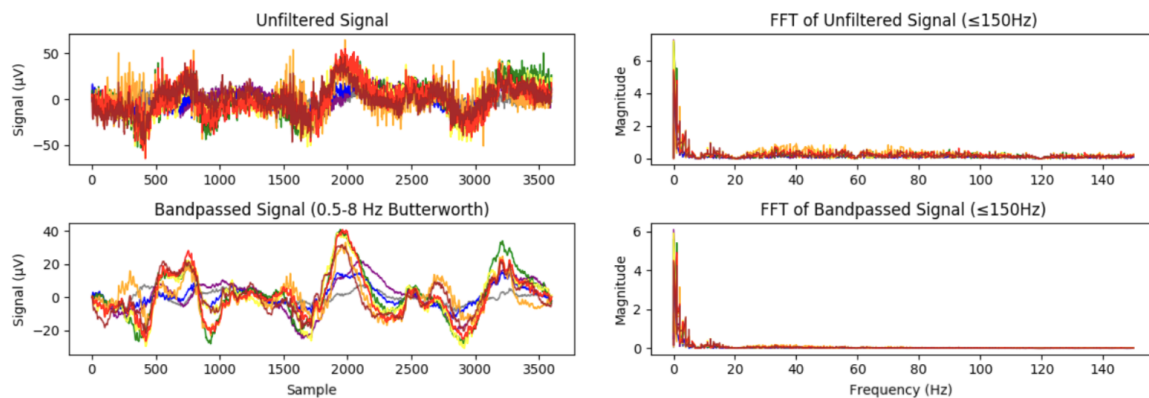 Unfiltered Signal
Signal (µV)
50
0
−50
0 500 1000 1500 2000 2500 3000 3500
FFT of Unfiltered Signal (≤150Hz)
Magnitude
6
4
2
0
0 20 40 60 80 100 120 140
Bandpassed Signal (0.5-8 Hz Butterworth)
Signal (µV)
40
20
0
−20
0 500 1000 1500 2000 2500 3000 3500
Sample
FFT of Bandpassed Signal (≤150Hz)
Magnitude
6
4
2
0
0 20 40 60 80 100 120 140
Frequency (Hz)